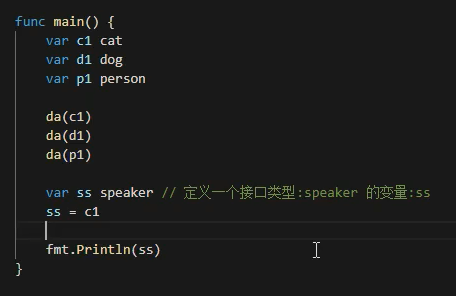 func main() {
    var c1 cat
    var d1 dog
    var p1 person
    da(c1)
    da(d1)
    da(p1)
    var ss speaker // 定义一个接口类型:speaker 的变量:ss
    ss = c1
    fmt.Println(ss)
}